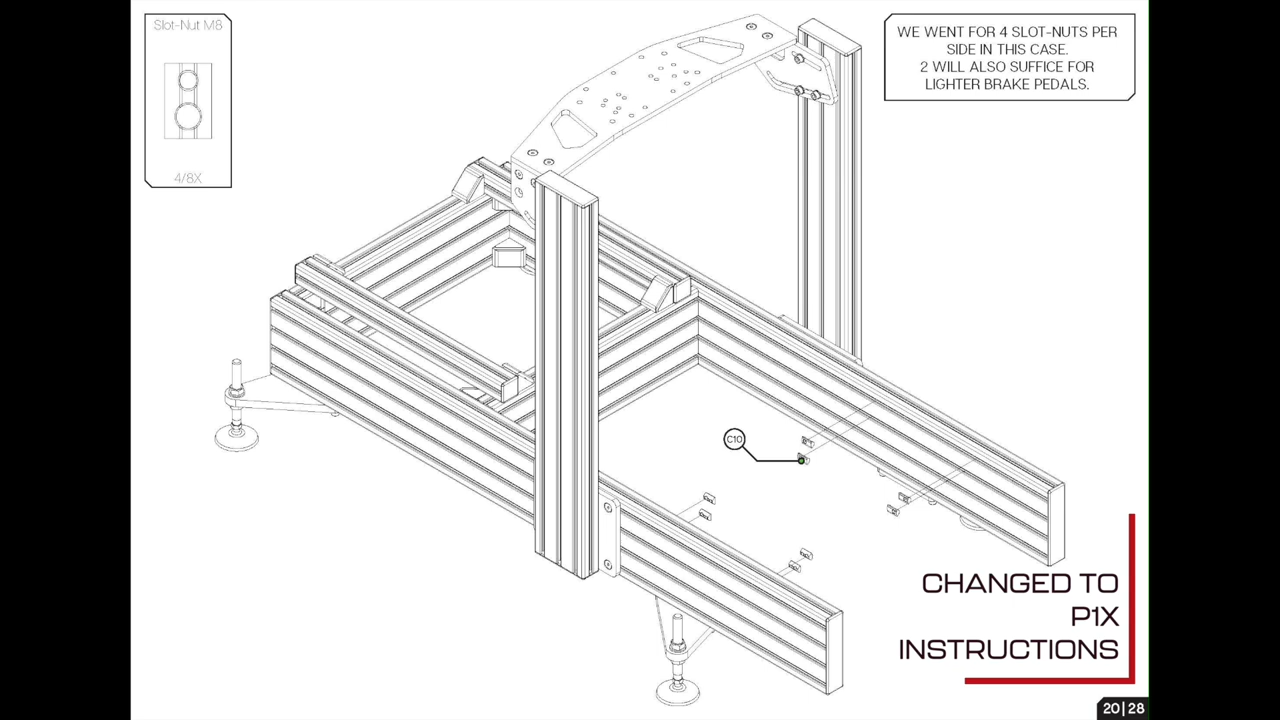 Slot-Nut M8
4/8X
WE WENT FOR 4 SLOT-NUTS PER
SIDE IN THIS CASE.
2 WILL ALSO SUFFICE FOR
LIGHTER BRAKE PEDALS.
C10
CHANGED TO
P1X
INSTRUCTIONS
20|28